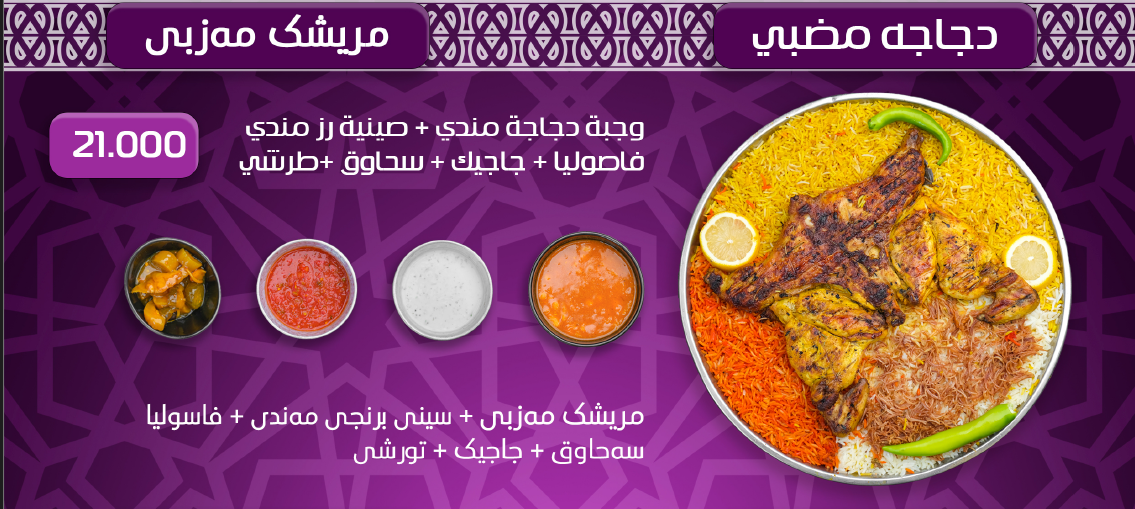 دجاجه مضبي
مریشک مەزبی
وجبة دجاجة مندي + صينية رز مندي
فاصوليا + جاجيك + سحاوق +طرشي
21.000
مریشک مەزبی + سینی برنجی مەندی + فاسولیا
سەحاوق + جاجیک + تورشی